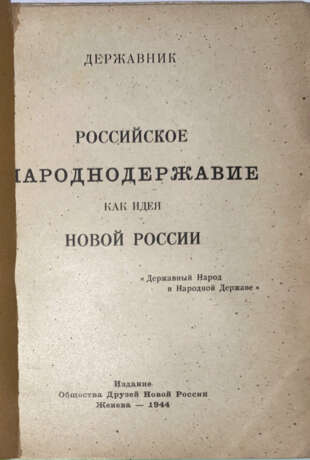 ДЕРЖАВНИК
РОССИЙСКОЕ
НАРОДНОДЕРЖАВИЕ
КАК ИДЕЯ
НОВОЙ РОССИИ
« Державный Народ
в Народной Державе »
Издание
Общества Друзей Новой России
Женева — 1944